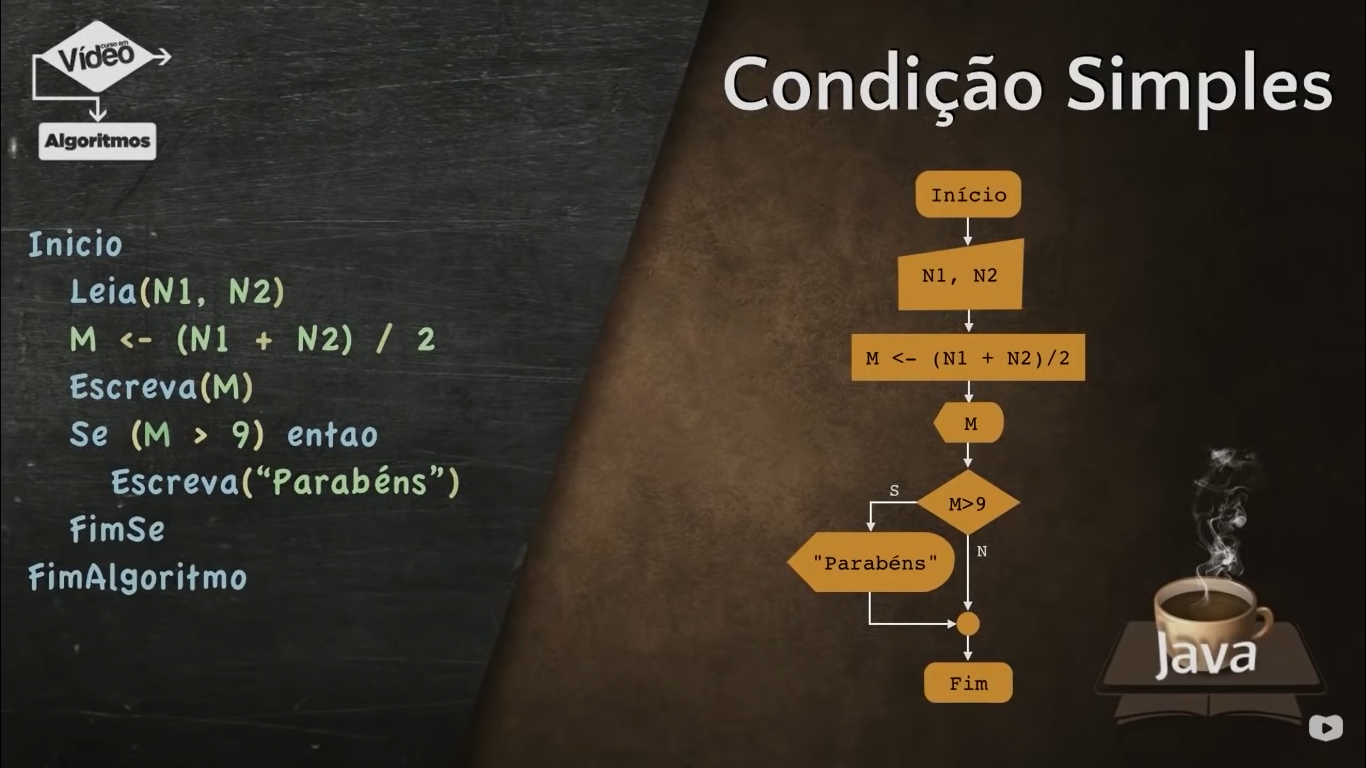 curso em
Vídeo
Algoritmos
Condição Simples
Inicio
Leia(N1, N2)
M <- (N1 + N2) / 2
Escreva(M)
Se (M > 9) entao
Escreva(“Parabéns”)
FimSe
FimAlgoritmo
Início
N1, N2
M <- (N1 + N2)/2
M
M>9
S
N
"Parabéns"
Fim
Java